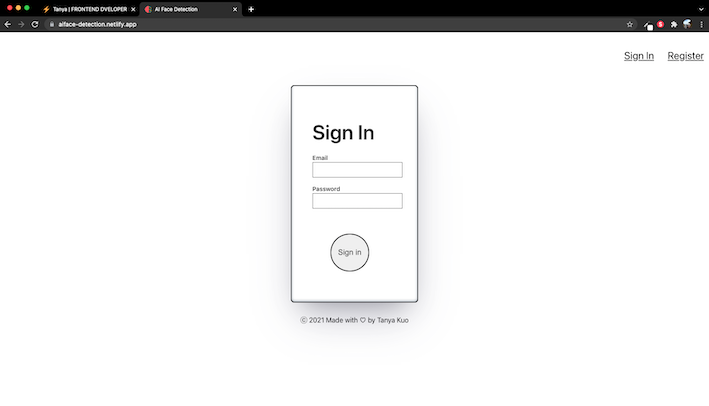 Tanya | FRONTEND DVELOPER
AI Face Detection
aiface-detection.netlify.app
Sign In
Register
Sign In
Email
Password
Sign in
© 2021 Made with ♡ by Tanya Kuo